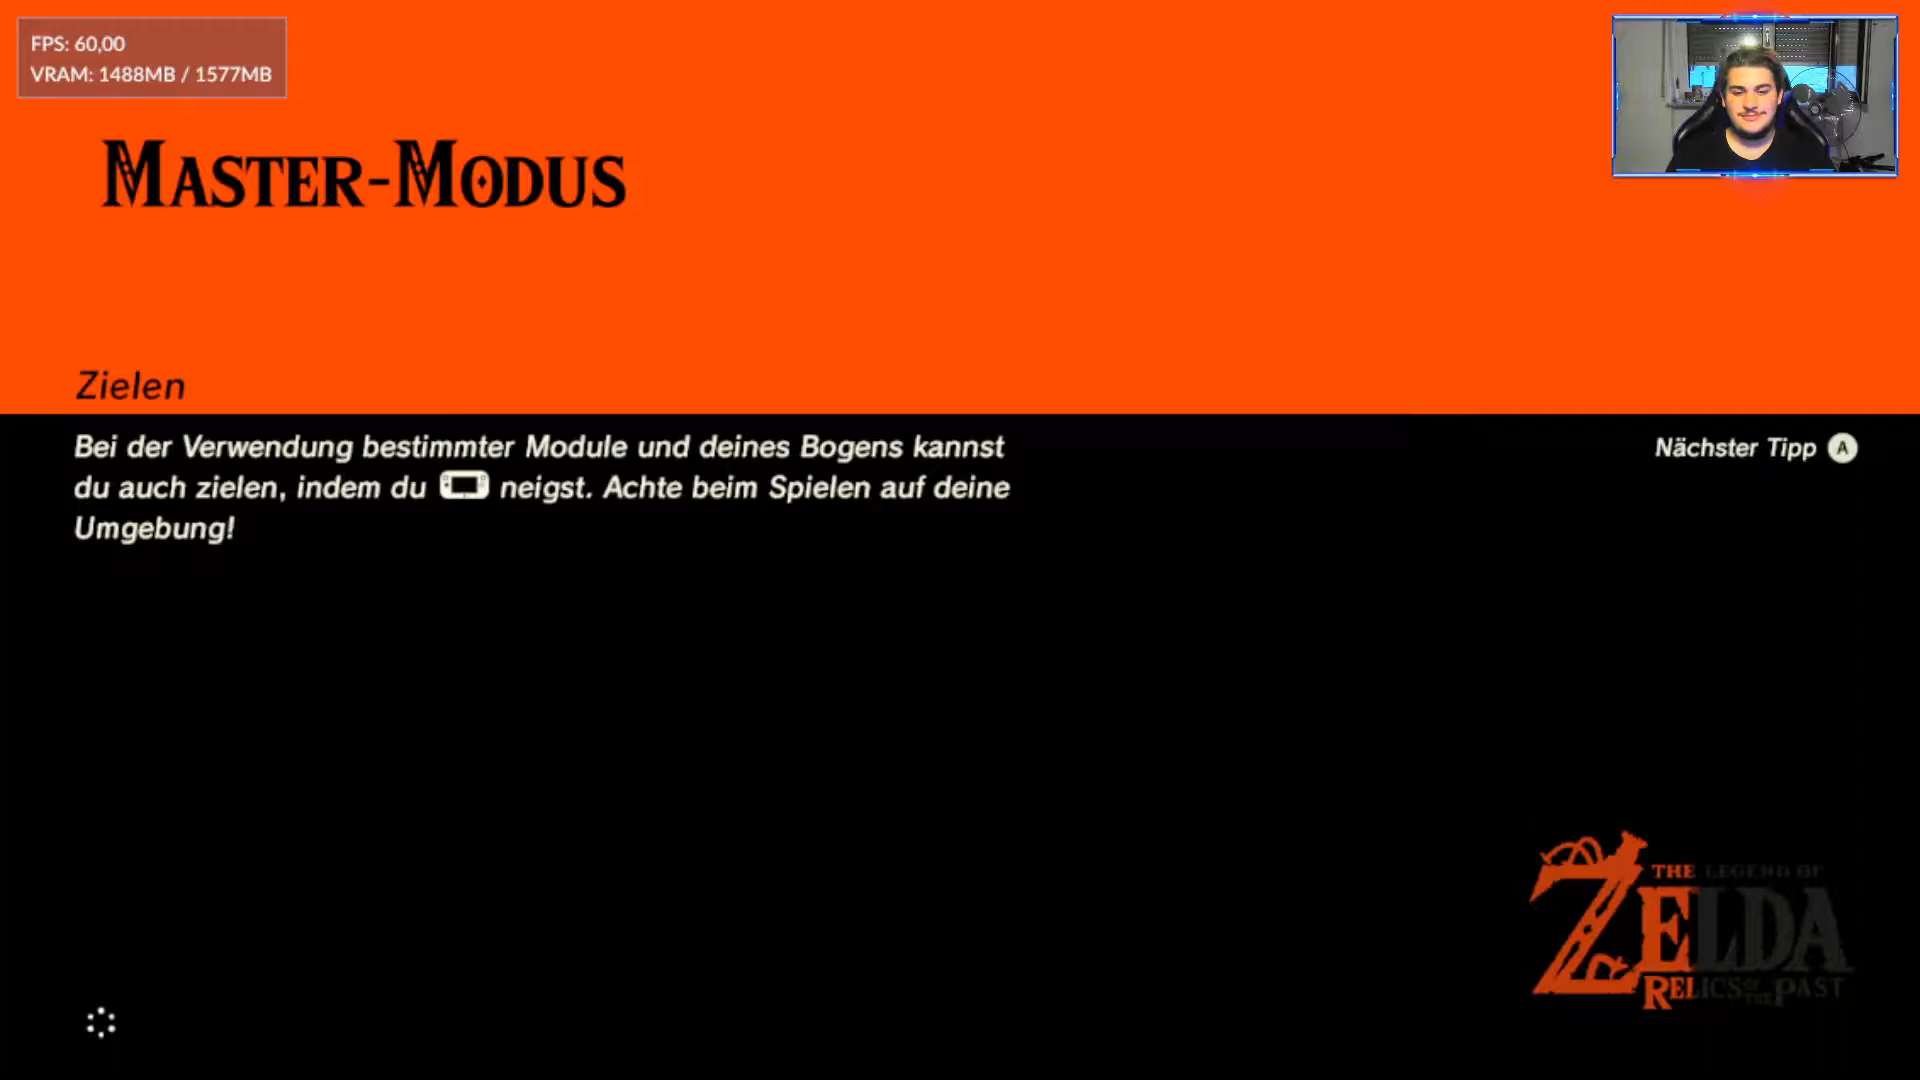 FPS: 60,00
VRAM: 1488MB / 1577MB
MASTER-MODUS
Zielen
Bei der Verwendung bestimmter Module und deines Bogens kannst
du auch zielen, indem du neigst. Achte beim Spielen auf deine
Umgebung!
Nächster Tipp A
THE LEGEND OF
ZELDA
RELICS OF THE PAST